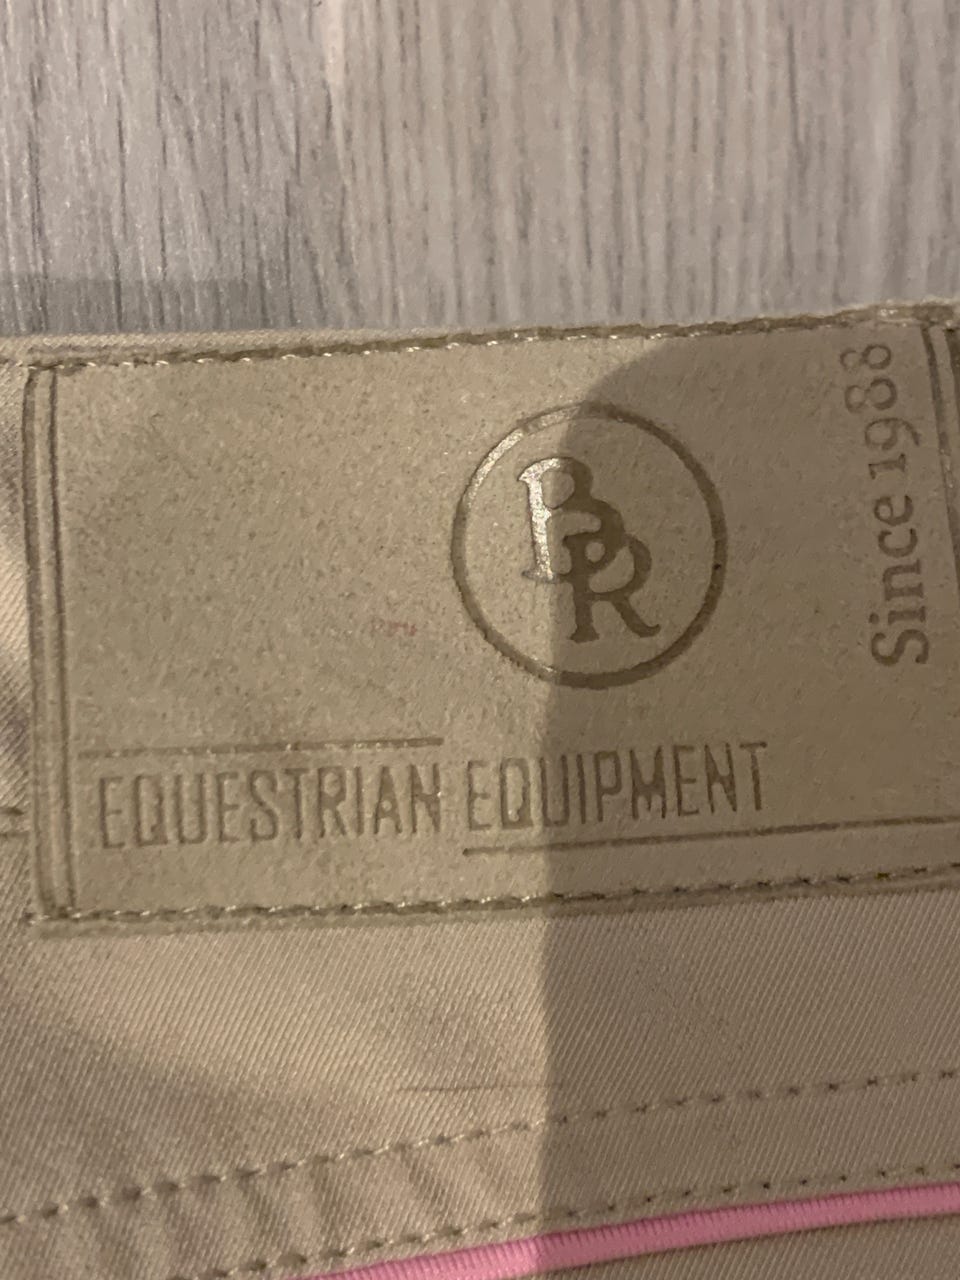 BR
Since 1988
EQUESTRIAN EQUIPMENT